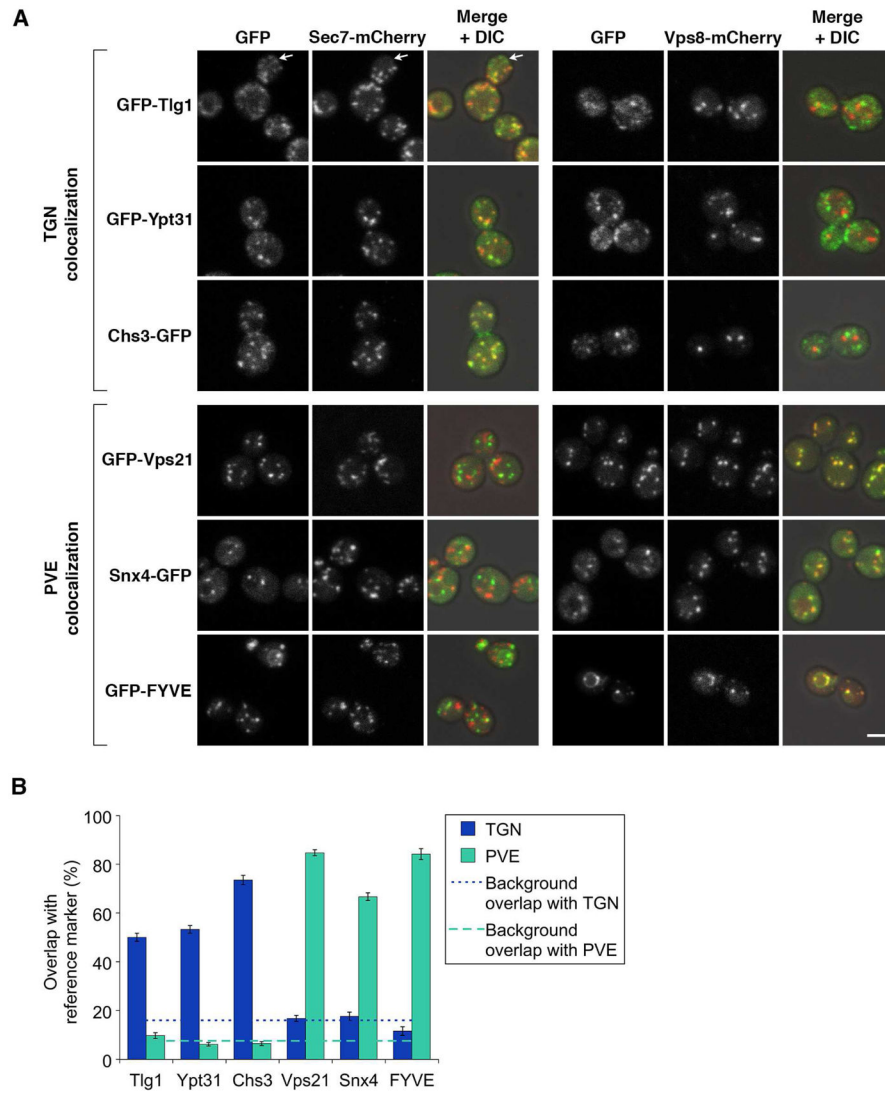 A
GFP Sec7-mCherry Merge
+ DIC GFP Vps8-mCherry Merge
+ DIC
TGN
colocalization
GFP-Tlg1
GFP-Ypt31
Chs3-GFP
PVE
colocalization
GFP-Vps21
Snx4-GFP
GFP-FYVE
B
Overlap with
reference marker (%)
100
80
60
40
20
0
Tlg1 Ypt31 Chs3 Vps21 Snx4 FYVE
TGN
PVE
Background
overlap with TGN
Background
overlap with PVE